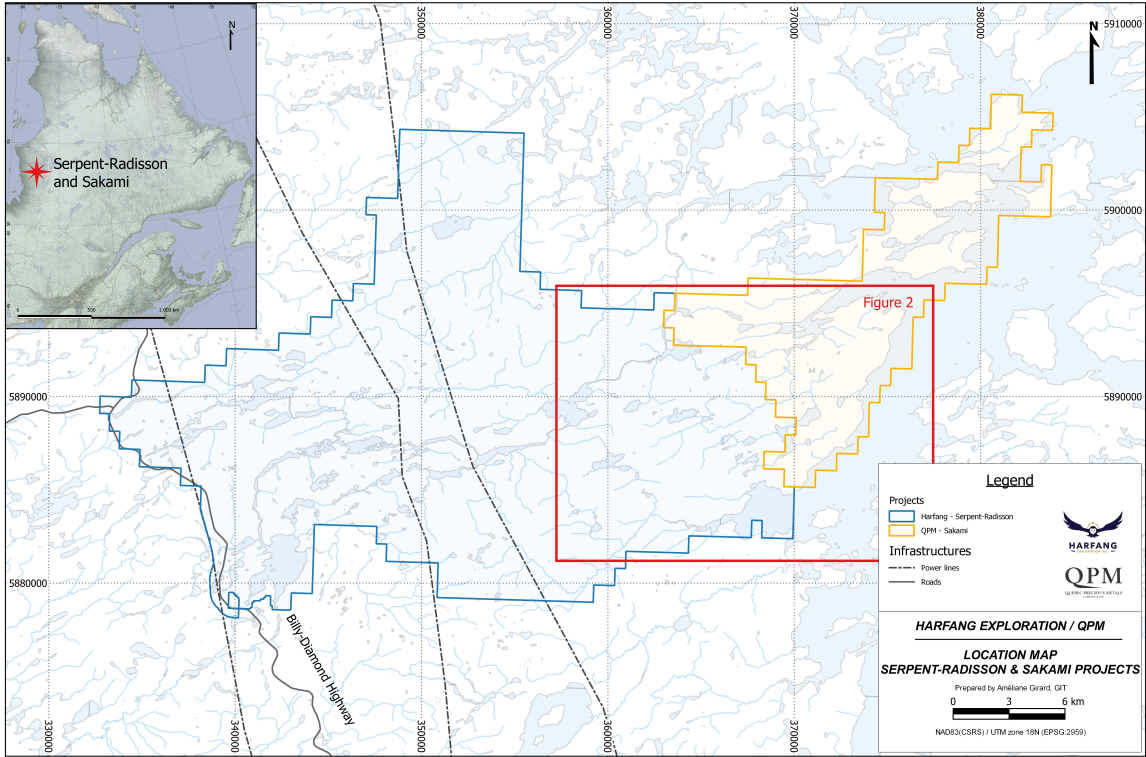 N
Serpent-Radisson
and Sakami
0
500
1 000 km
350000
360000
370000
380000
5910000
N
5900000
5890000
5890000
5880000
Figure 2
Billy-Diamond Highway
330000
340000
350000
360000
370000
Legend
Projects
Harfang - Serpent-Radisson
QPM - Sakami
Infrastructures
Power lines
Roads
HARFANG
EXPLORATION INC.
QPM
QUEBEC PRECIOUS METALS
HARFANG EXPLORATION / QPM
LOCATION MAP
SERPENT-RADISSON & SAKAMI PROJECTS
Prepared by Améliane Girard, GIT
0 3 6 km
NAD83(CSRS) / UTM zone 18N (EPSG:2959)